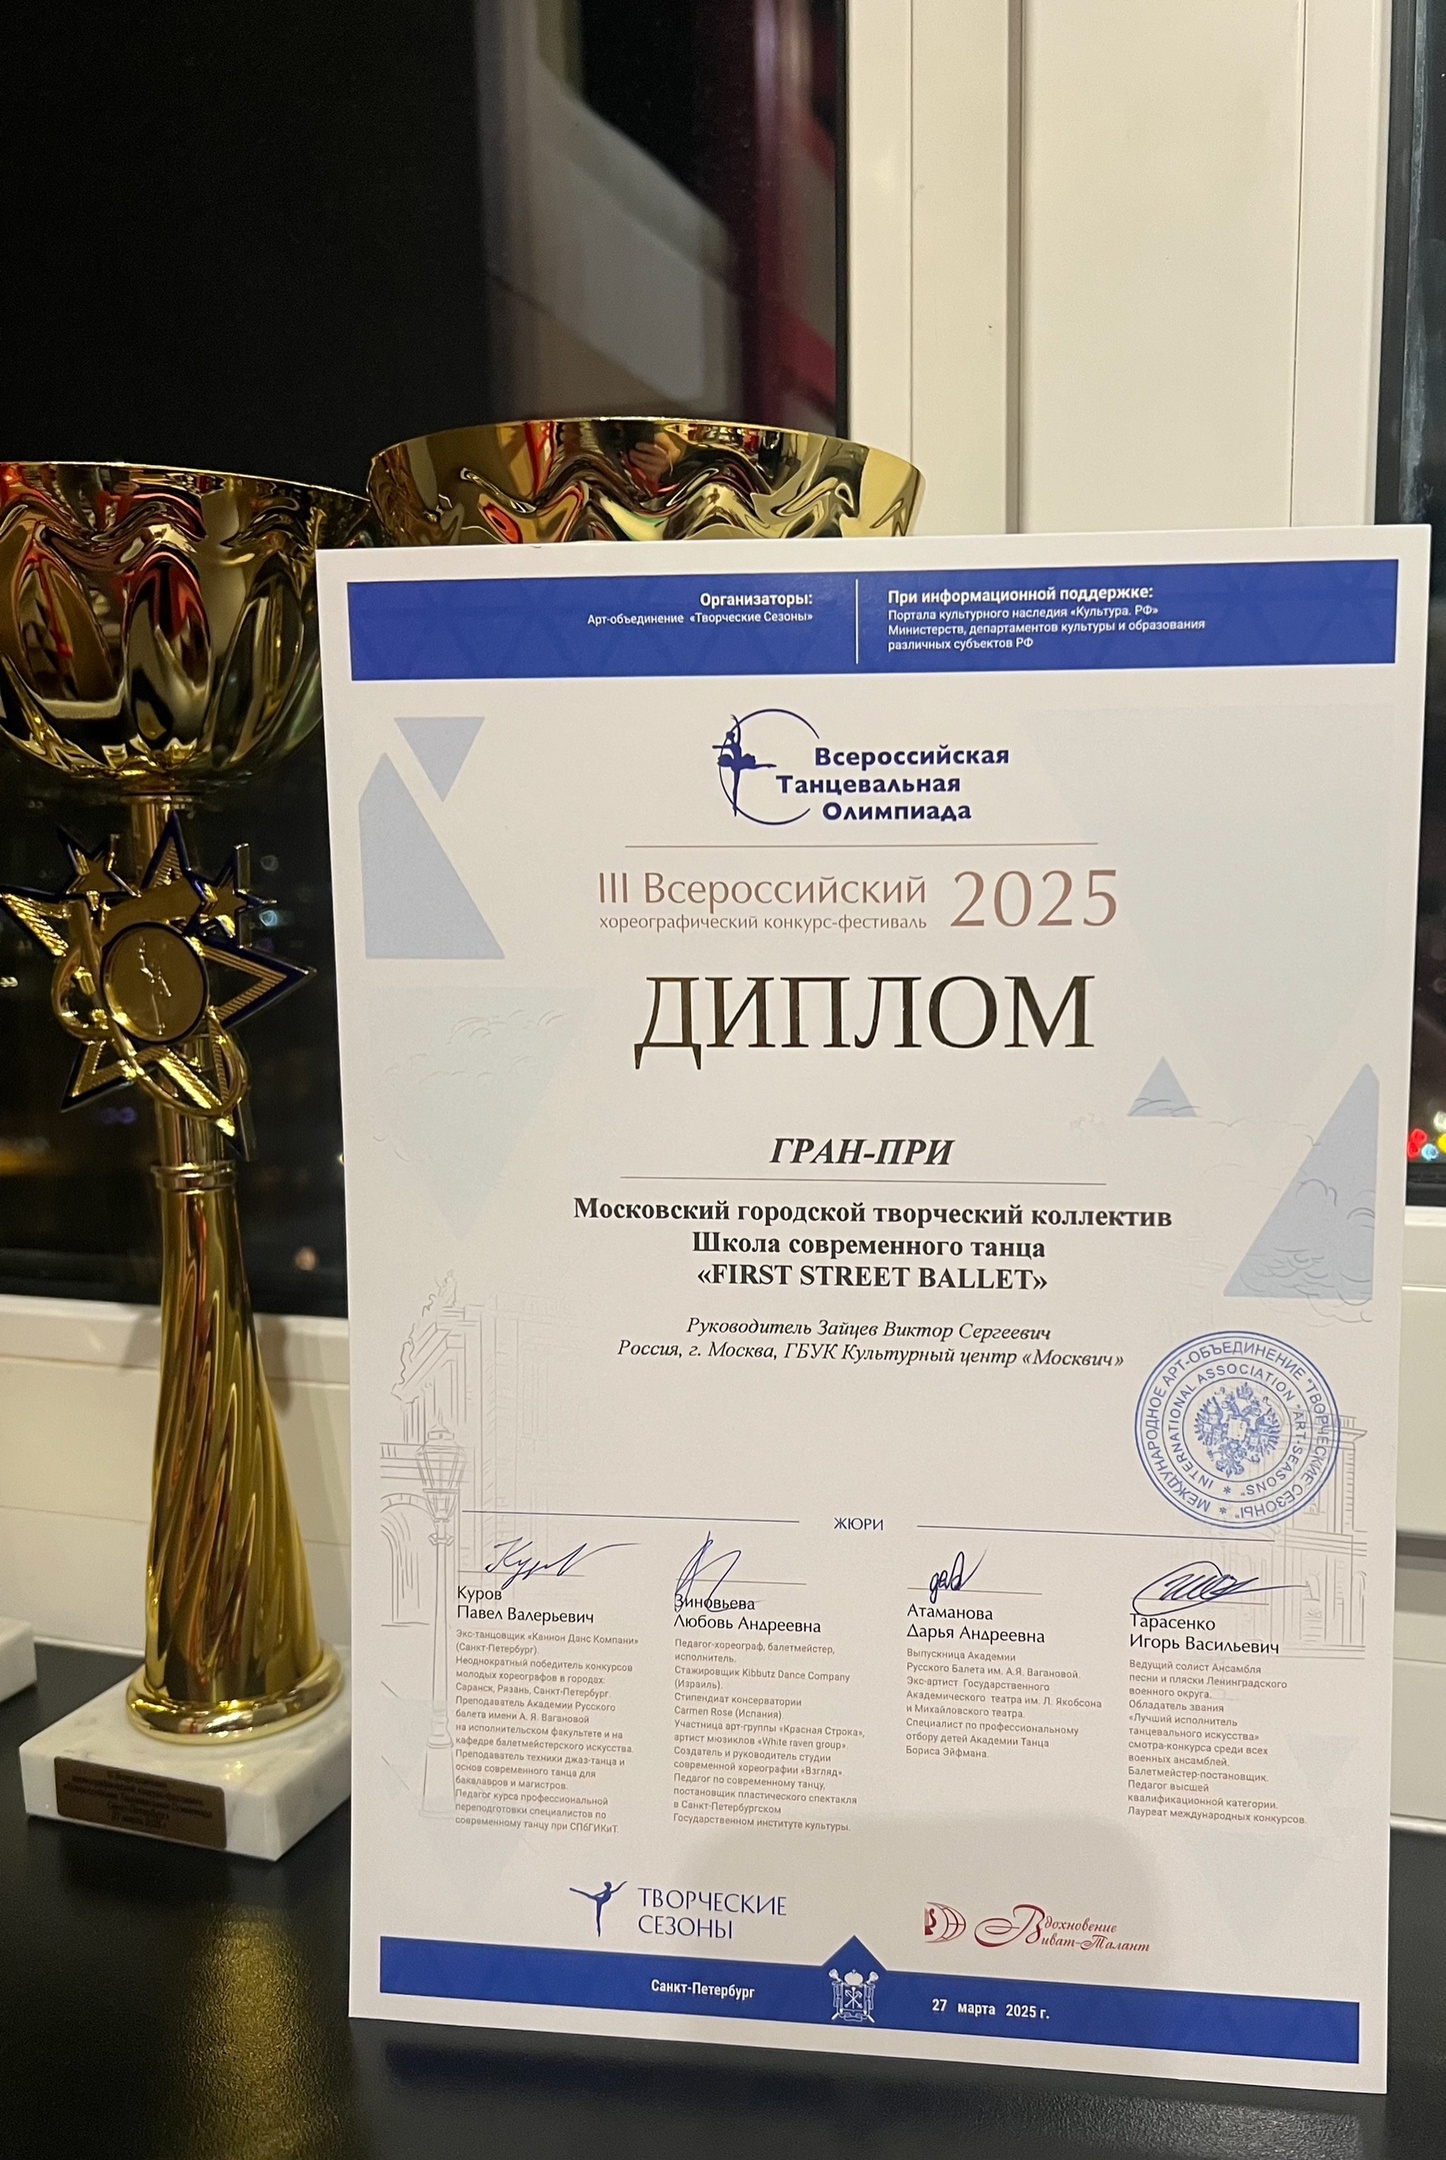 Организаторы:
Арт-объединение «Творческие Сезоны»
При информационной поддержке:
Портала культурного наследия «Культура. РФ»
Министерств, департаментов культуры и образования
различных субъектов РФ
Всероссийская
Танцевальная
Олимпиада
III Всероссийский
хореографический конкурс-фестиваль
2025
ДИПЛОМ
ГРАН-ПРИ
Московский городской творческий коллектив
Школа современного танца
«FIRST STREET BALLET»
Руководитель Зайцев Виктор Сергеевич
Россия, г. Москва, ГБУК Культурный центр «Москвич»
МЕЖДУНАРОДНОЕ АРТ-ОБЪЕДИНЕНИЕ "ТВОРЧЕСКИЕ СЕЗОНЫ" *
INTERNATIONAL ASSOCIATION "ART-SEASONS" *
ЖЮРИ
Куров
Павел Валерьевич
Экс-танцовщик «Каннон Данс Компани»
(Санкт-Петербург).
Неоднократный победитель конкурсов
молодых хореографов в городах:
Саранск, Рязань, Санкт-Петербург.
Преподаватель Академии Русского
балета имени А. Я. Вагановой
на исполнительском факультете и на
кафедре балетмейстерского искусства.
Преподаватель техники джаз-танца и
основ современного танца для
бакалавров и магистров.
Педагог курса профессиональной
переподготовки специалистов по
современному танцу при СПбГИКиТ
Зиновьева
Любовь Андреевна
Педагог-хореограф, балетмейстер,
исполнитель.
Стажировщик Kibbutz Dance Company
(Израиль).
Стипендиат консерватории
Carmen Rose (Испания)
Участница арт-группы «Красная Строка»,
артист мюзиклов «White raven group».
Создатель и руководитель студии
современной хореографии «Взгляд».
Педагог по современному танцу,
постановщик пластического спектакля
в Санкт-Петербургском
Государственном институте культуры.
Атаманова
Дарья Андреевна
Выпускница Академии
Русского Балета им. А.Я. Вагановой.
Экс-артист Государственного
Академического театра им. Л. Якобсона
и Михайловского театра.
Специалист по профессиональному
отбору детей Академии Танца
Бориса Эйфмана.
Тарасенко
Игорь Васильевич
Ведущий солист Ансамбля
песни и пляски Ленинградского
военного округа.
Обладатель звания
«Лучший исполнитель
танцевального искусства»
смотра-конкурса среди всех
военных ансамблей.
Балетмейстер-постановщик.
Педагог высшей
квалификационной категории.
Лауреат международных конкурсов.
ТВОРЧЕСКИЕ
СЕЗОНЫ
Вдохновение
Виват-Талант
Санкт-Петербург
27 марта 2025 г.